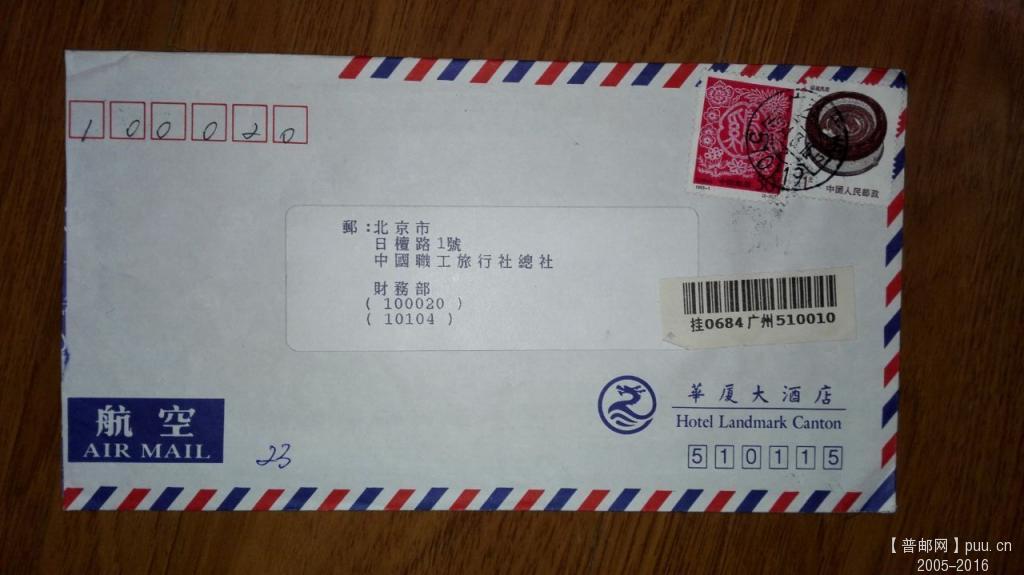 100020
中國人民郵政
郵:北京市
日檀路1號
中國職工旅行社總社
財務部
( 100020 )
( 10104 )
挂0684广州510010
華厦大酒店
Hotel Landmark Canton
510115
航空
AIR MAIL
23
【普邮网】puu.cn
2005-2016